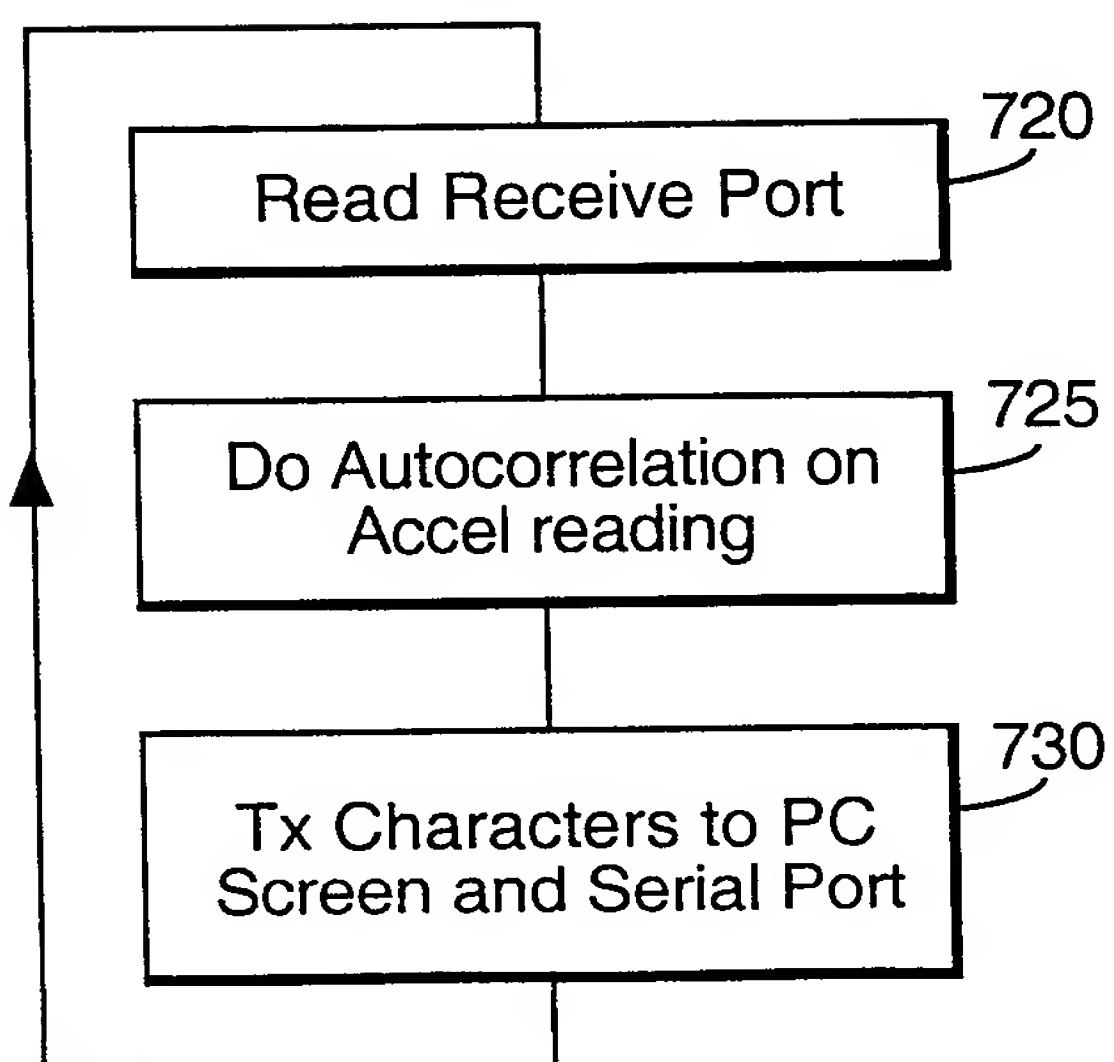 720
Read Receive Port
725
Do Autocorrelation on
Accel reading
730
Tx Characters to PC
Screen and Serial Port